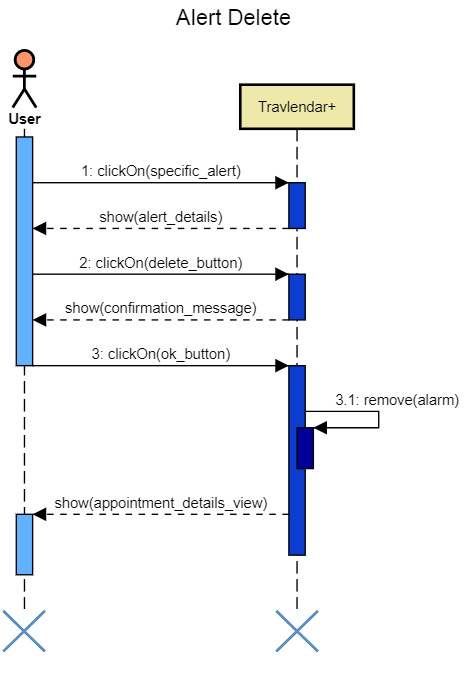 Alert Delete
User
Travlendar+
1: clickOn(specific_alert)
show(alert_details)
2: clickOn(delete_button)
show(confirmation_message)
3: clickOn(ok_button)
3.1: remove(alarm)
show(appointment_details_view)